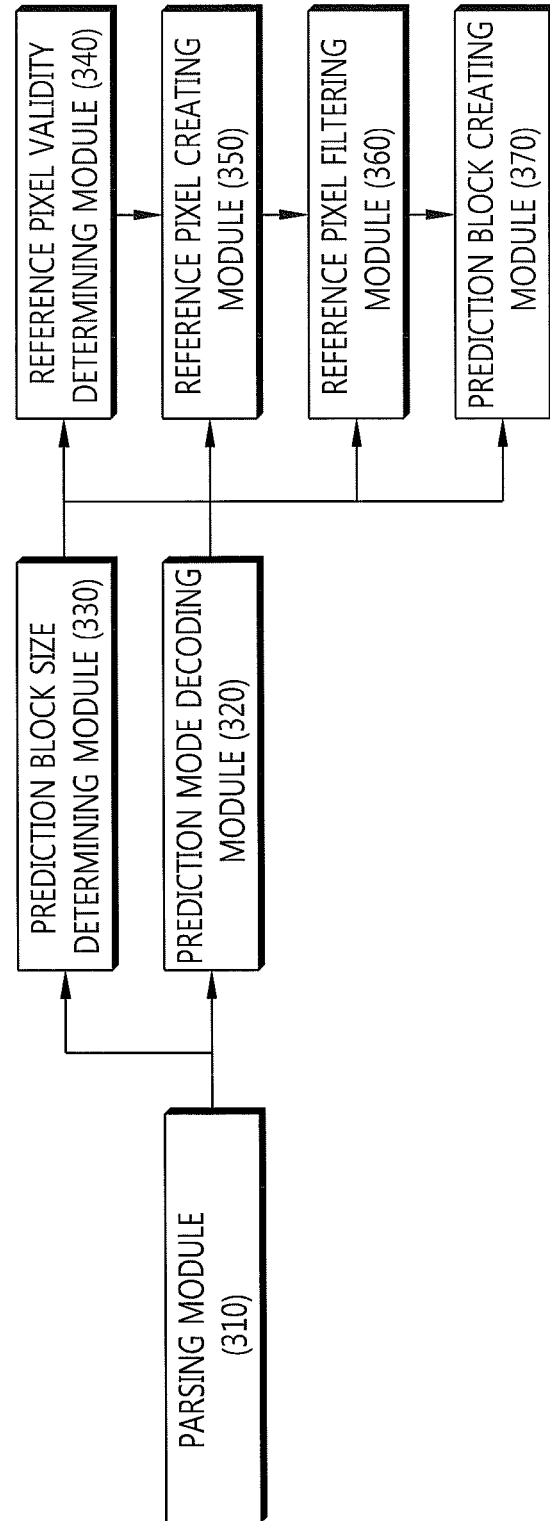 PARSING MODULE
(310)
PREDICTION BLOCK SIZE
DETERMINING MODULE (330)
PREDICTION MODE DECODING
MODULE (320)
REFERENCE PIXEL VALIDITY
DETERMINING MODULE (340)
REFERENCE PIXEL CREATING
MODULE (350)
REFERENCE PIXEL FILTERING
MODULE (360)
PREDICTION BLOCK CREATING
MODULE (370)